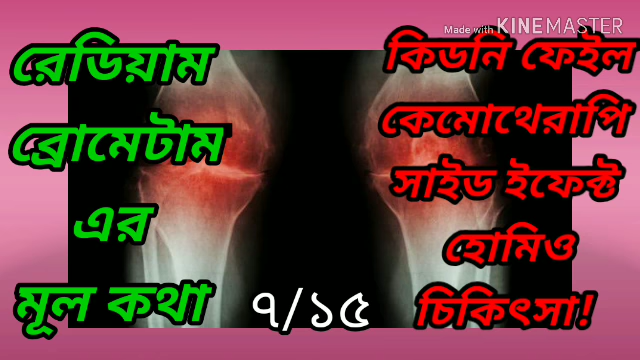 Made with KINEMASTER
রেডিয়াম
ব্রোমেটাম
এর
মূল কথা
৭/১৫
কিডনি ফেইল
কেমোথেরাপি
সাইড ইফেক্ট
হোমিও
চিকিৎসা!